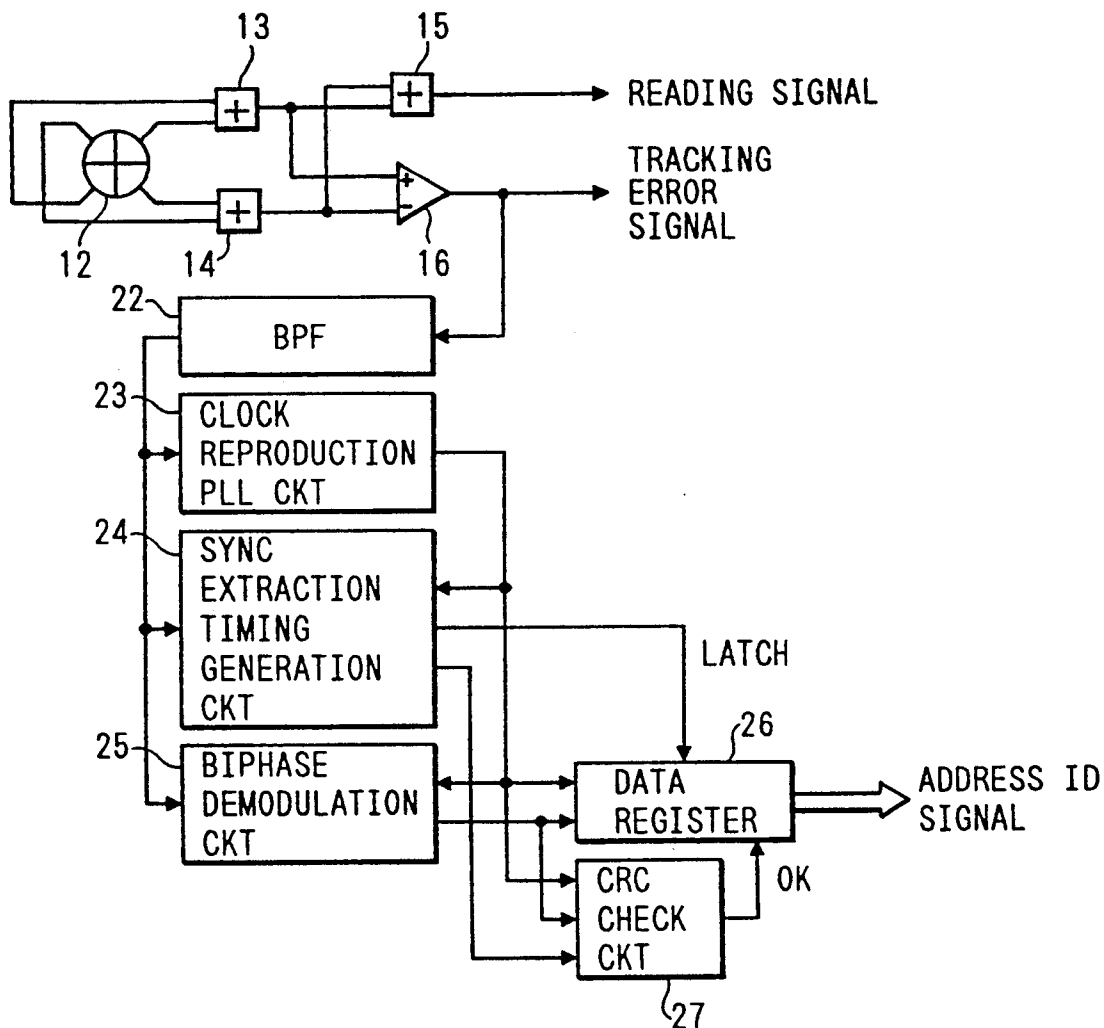 13
15
+
+
READING SIGNAL
TRACKING
ERROR
SIGNAL
+
-
+
12
14
16
22
BPF
23
CLOCK
REPRODUCTION
PLL CKT
24
SYNC
EXTRACTION
TIMING
GENERATION
CKT
LATCH
25
BIPHASE
DEMODULATION
CKT
26
DATA
REGISTER
ADDRESS ID
SIGNAL
OK
CRC
CHECK
CKT
27